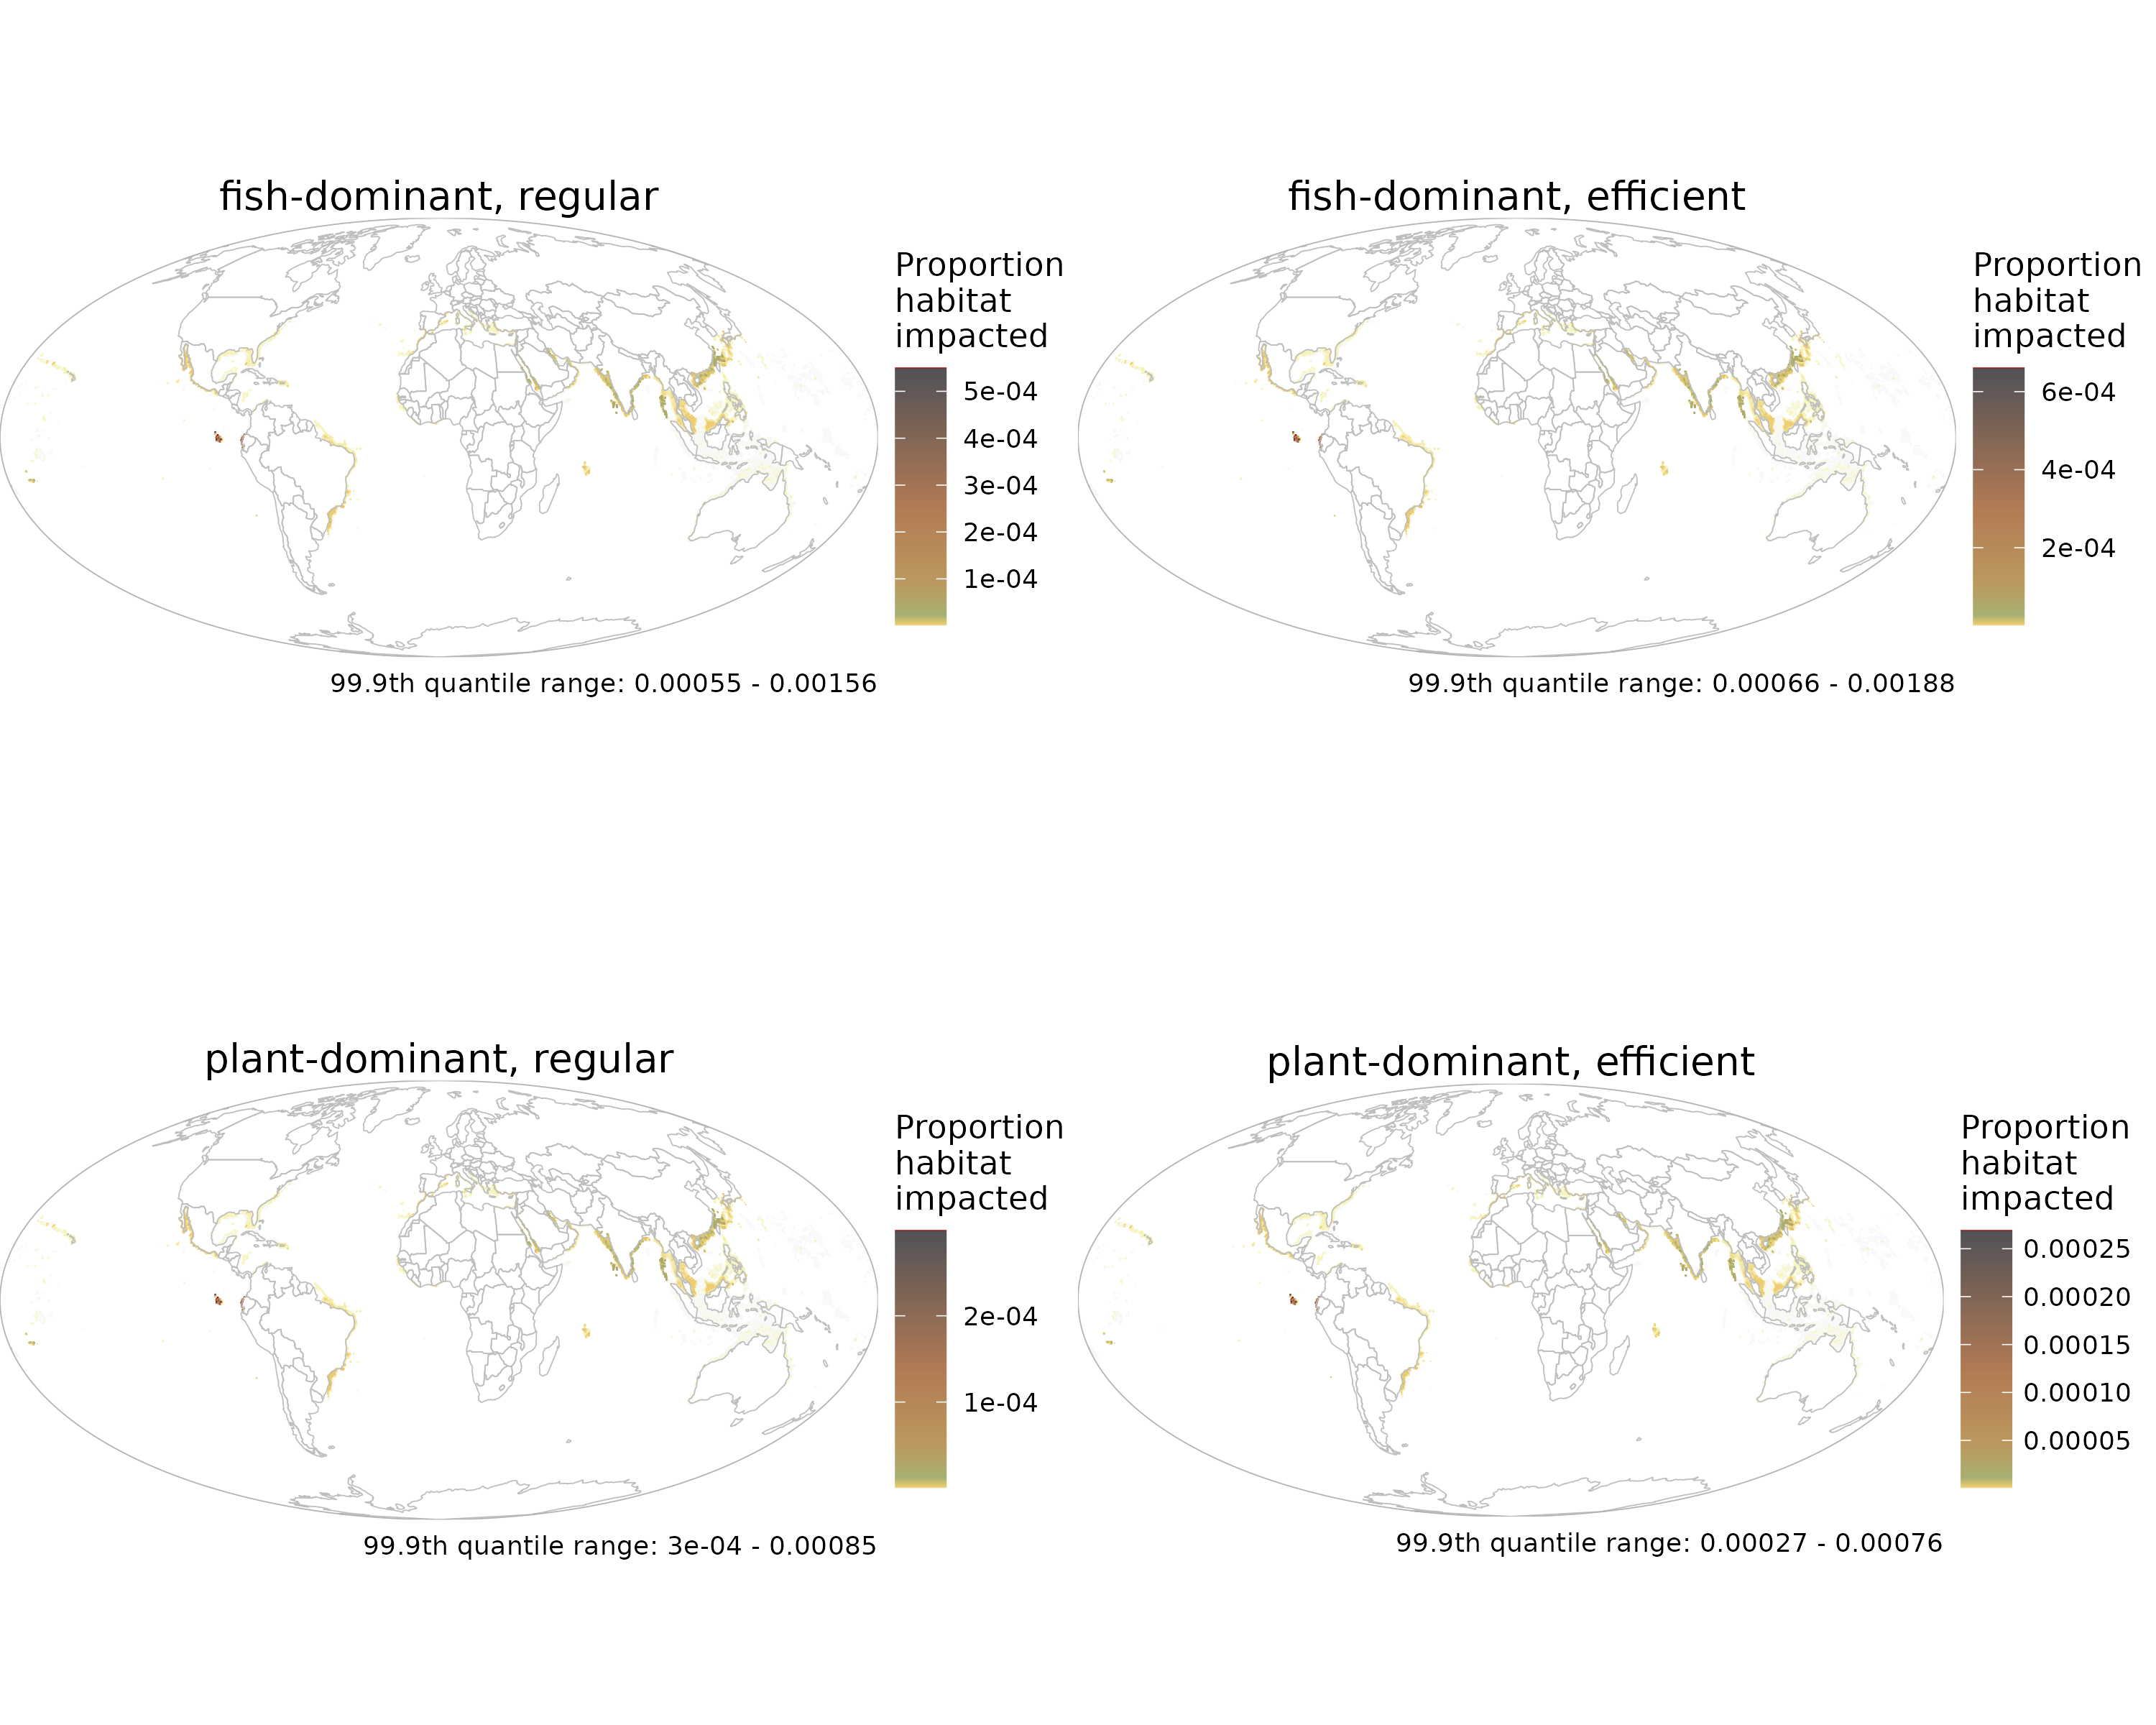 fish-dominant, regular
Proportion
habitat
impacted
5e-04
4e-04
3e-04
2e-04
1e-04
99.9th quantile range: 0.00055 - 0.00156
fish-dominant, efficient
Proportion
habitat
impacted
6e-04
4e-04
2e-04
99.9th quantile range: 0.00066 - 0.00188
plant-dominant, regular
Proportion
habitat
impacted
2e-04
1e-04
99.9th quantile range: 3e-04 - 0.00085
plant-dominant, efficient
Proportion
habitat
impacted
0.00025
0.00020
0.00015
0.00010
0.00005
99.9th quantile range: 0.00027 - 0.00076